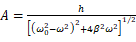 A = h / [(ω₀² − ω²)² + 4β²ω²]^1/2